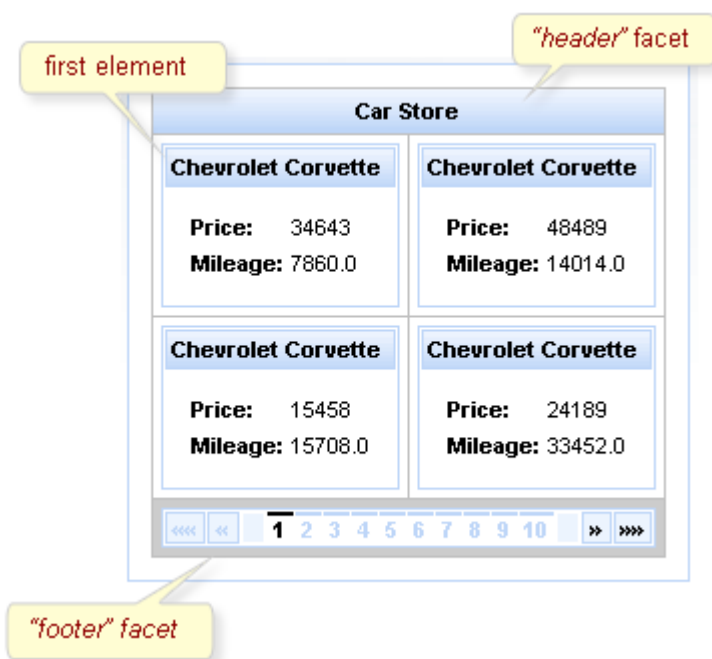 "header" facet
first element
Car Store
Chevrolet Corvette
Price: 34643
Mileage: 7860.0
Chevrolet Corvette
Price: 48489
Mileage: 14014.0
Chevrolet Corvette
Price: 15458
Mileage: 15708.0
Chevrolet Corvette
Price: 24189
Mileage: 33452.0
«« « 1 2 3 4 5 6 7 8 9 10 » »»
"footer" facet